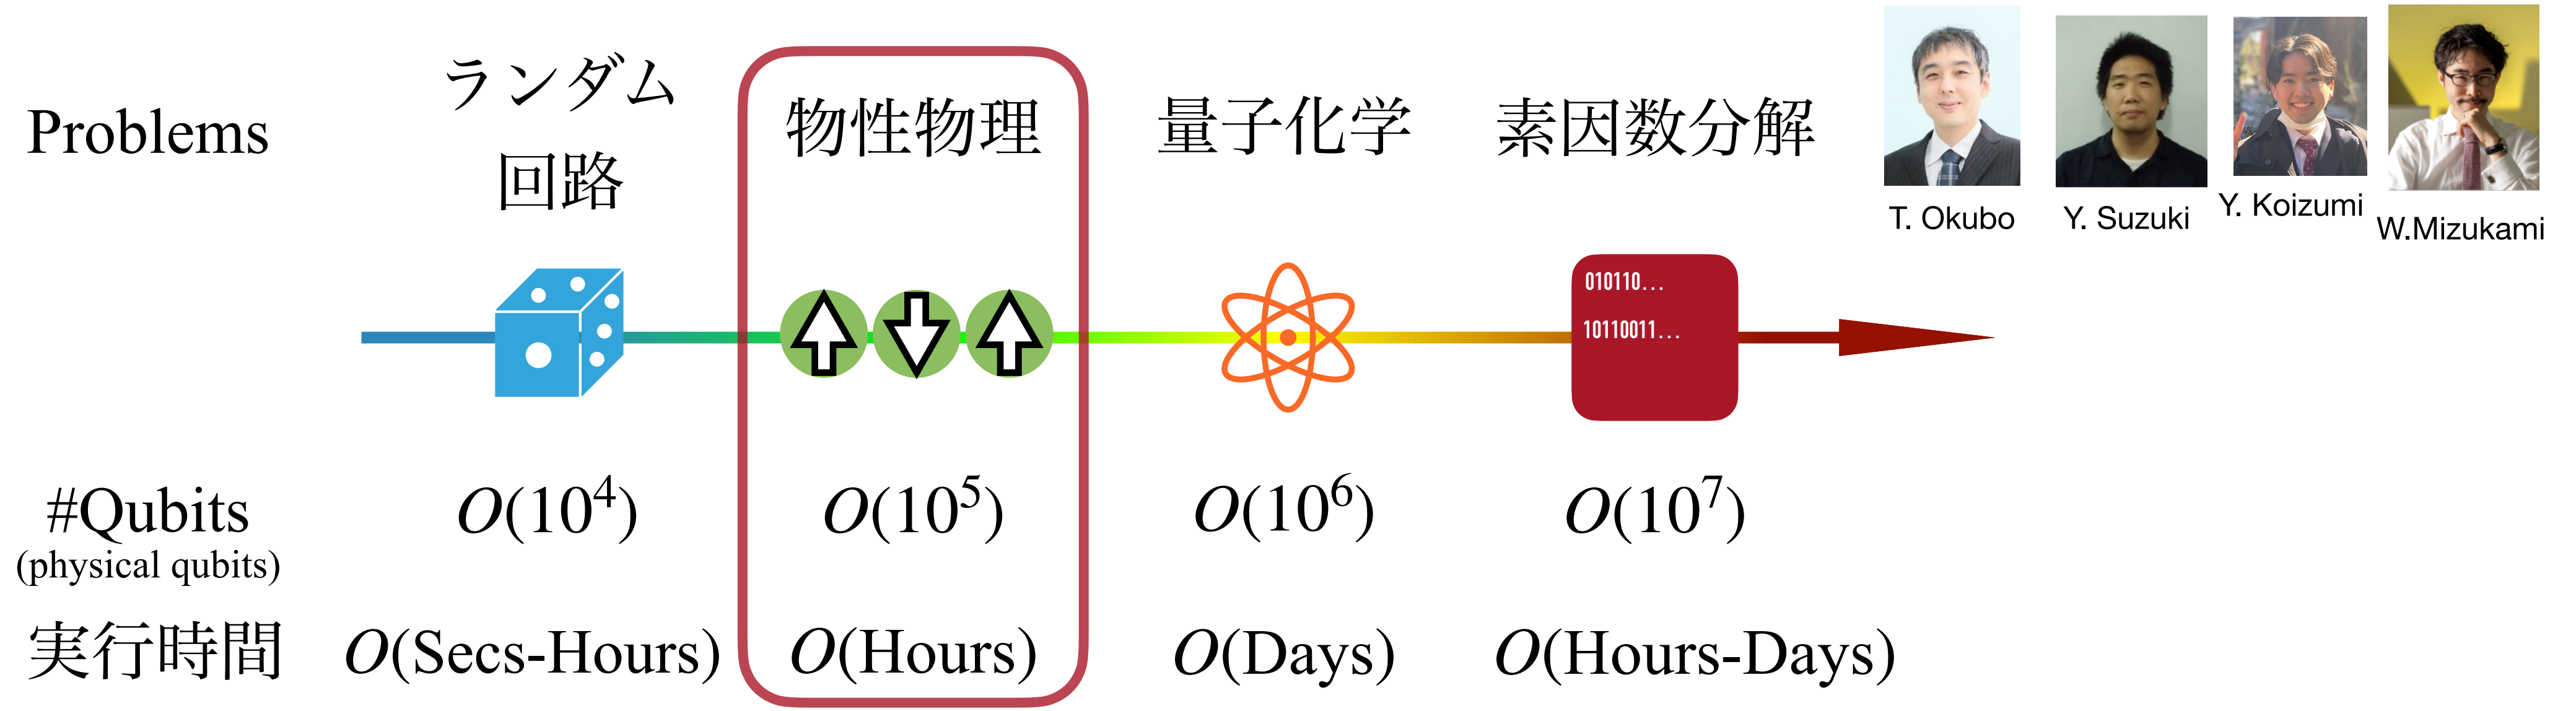 Problems
ランダム
回路
物性物理
量子化学
素因数分解
T. Okubo
Y. Suzuki
Y. Koizumi
W.Mizukami
010110...
10110011...
#Qubits
(physical qubits)
O(10⁴)
O(10⁵)
O(10⁶)
O(10⁷)
実行時間
O(Secs-Hours)
O(Hours)
O(Days)
O(Hours-Days)